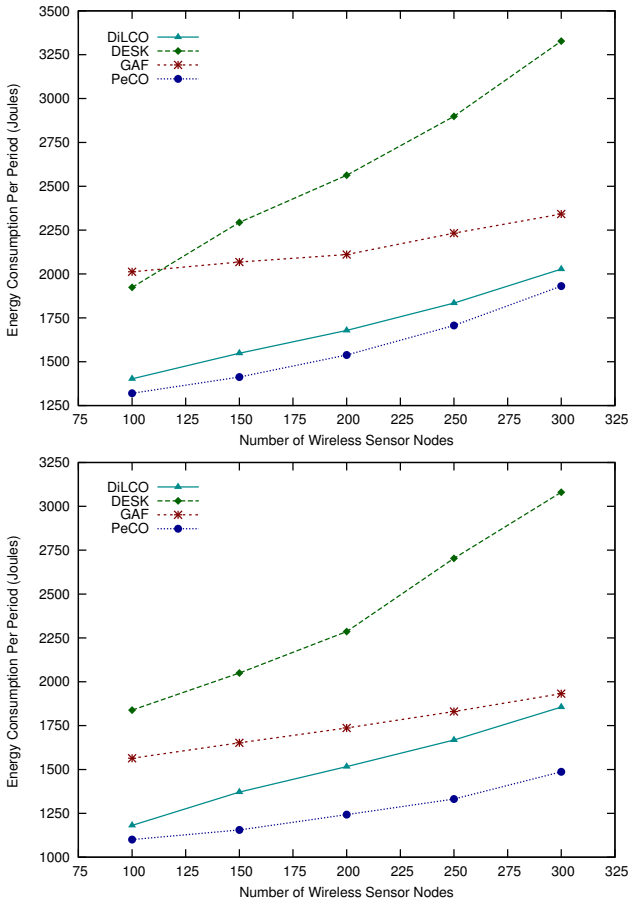 3500
3250
3000
2750
2500
2250
2000
1750
1500
1250
Energy Consumption Per Period (Joules)
DiLCO
DESK
GAF
PeCO
75 100 125 150 175 200 225 250 275 300 325
Number of Wireless Sensor Nodes
3250
3000
2750
2500
2250
2000
1750
1500
1250
1000
Energy Consumption Per Period (Joules)
DiLCO
DESK
GAF
PeCO
75 100 125 150 175 200 225 250 275 300 325
Number of Wireless Sensor Nodes